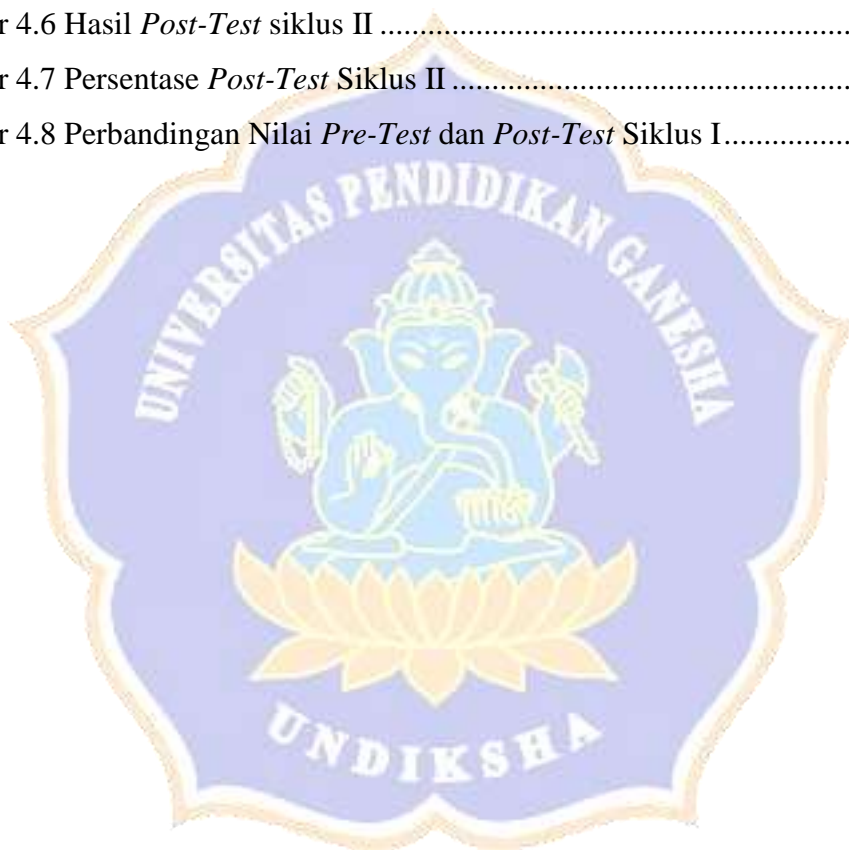 r 4.6 Hasil Post-Test siklus II ............................................................
r 4.7 Persentase Post-Test Siklus II ...................................................
r 4.8 Perbandingan Nilai Pre-Test dan Post-Test Siklus I ................
UNIVERSITAS PENDIDIKAN GANESHA
UNDIKSHA